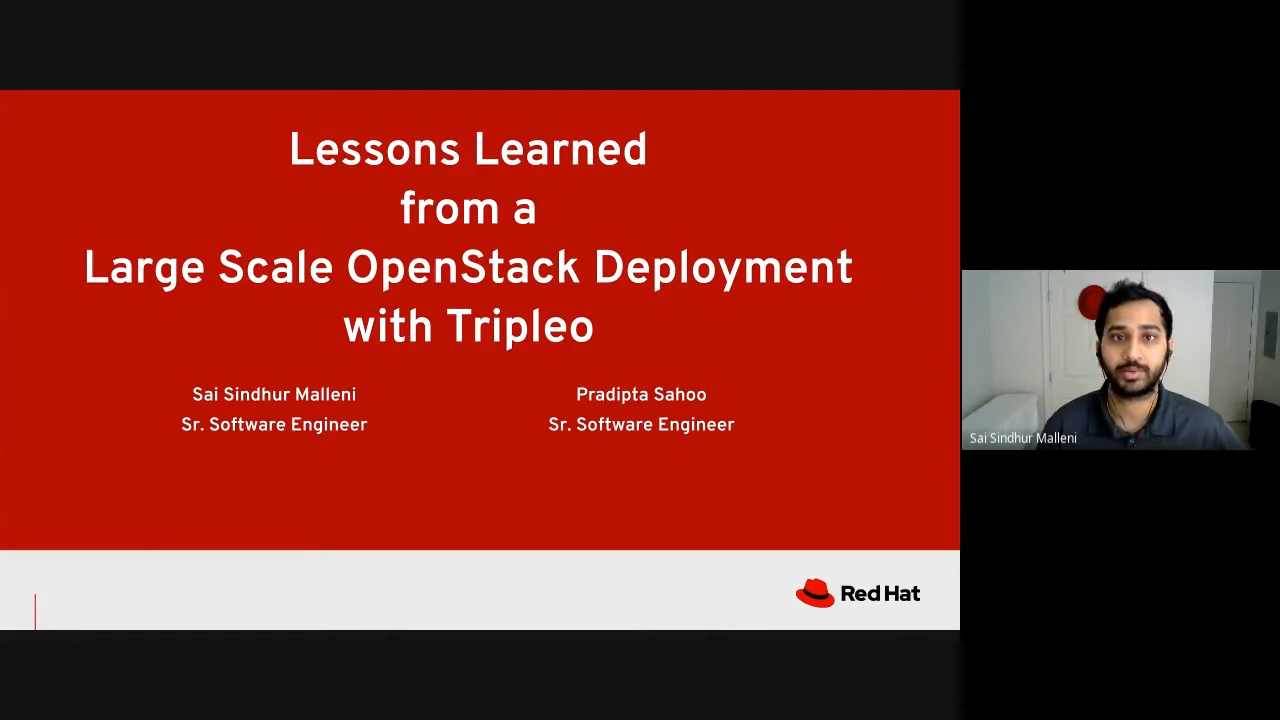 Lessons Learned
from a
Large Scale OpenStack Deployment
with Tripleo
Sai Sindhur Malleni
Sr. Software Engineer
Pradipta Sahoo
Sr. Software Engineer
Red Hat
Sai Sindhur Malleni